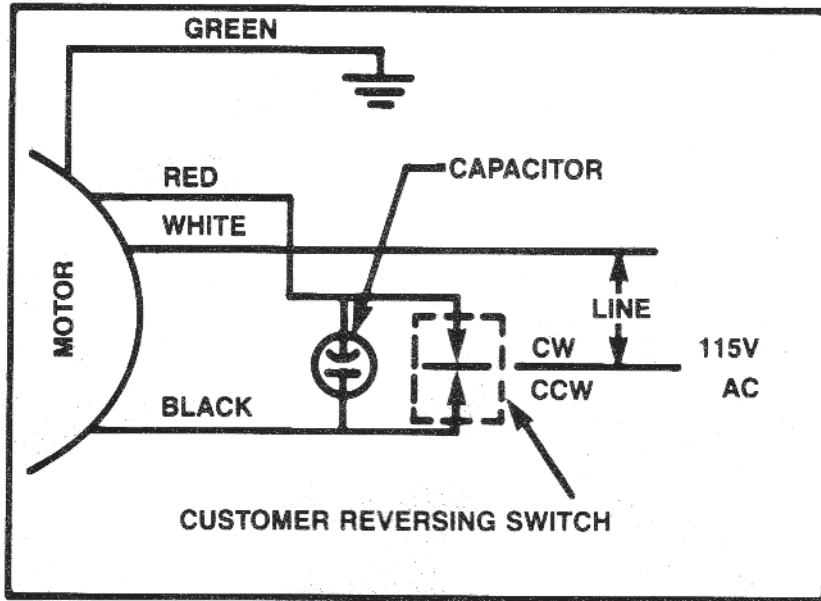 GREEN
RED
CAPACITOR
WHITE
MOTOR
LINE
CW
115V
CCW
AC
BLACK
CUSTOMER REVERSING SWITCH